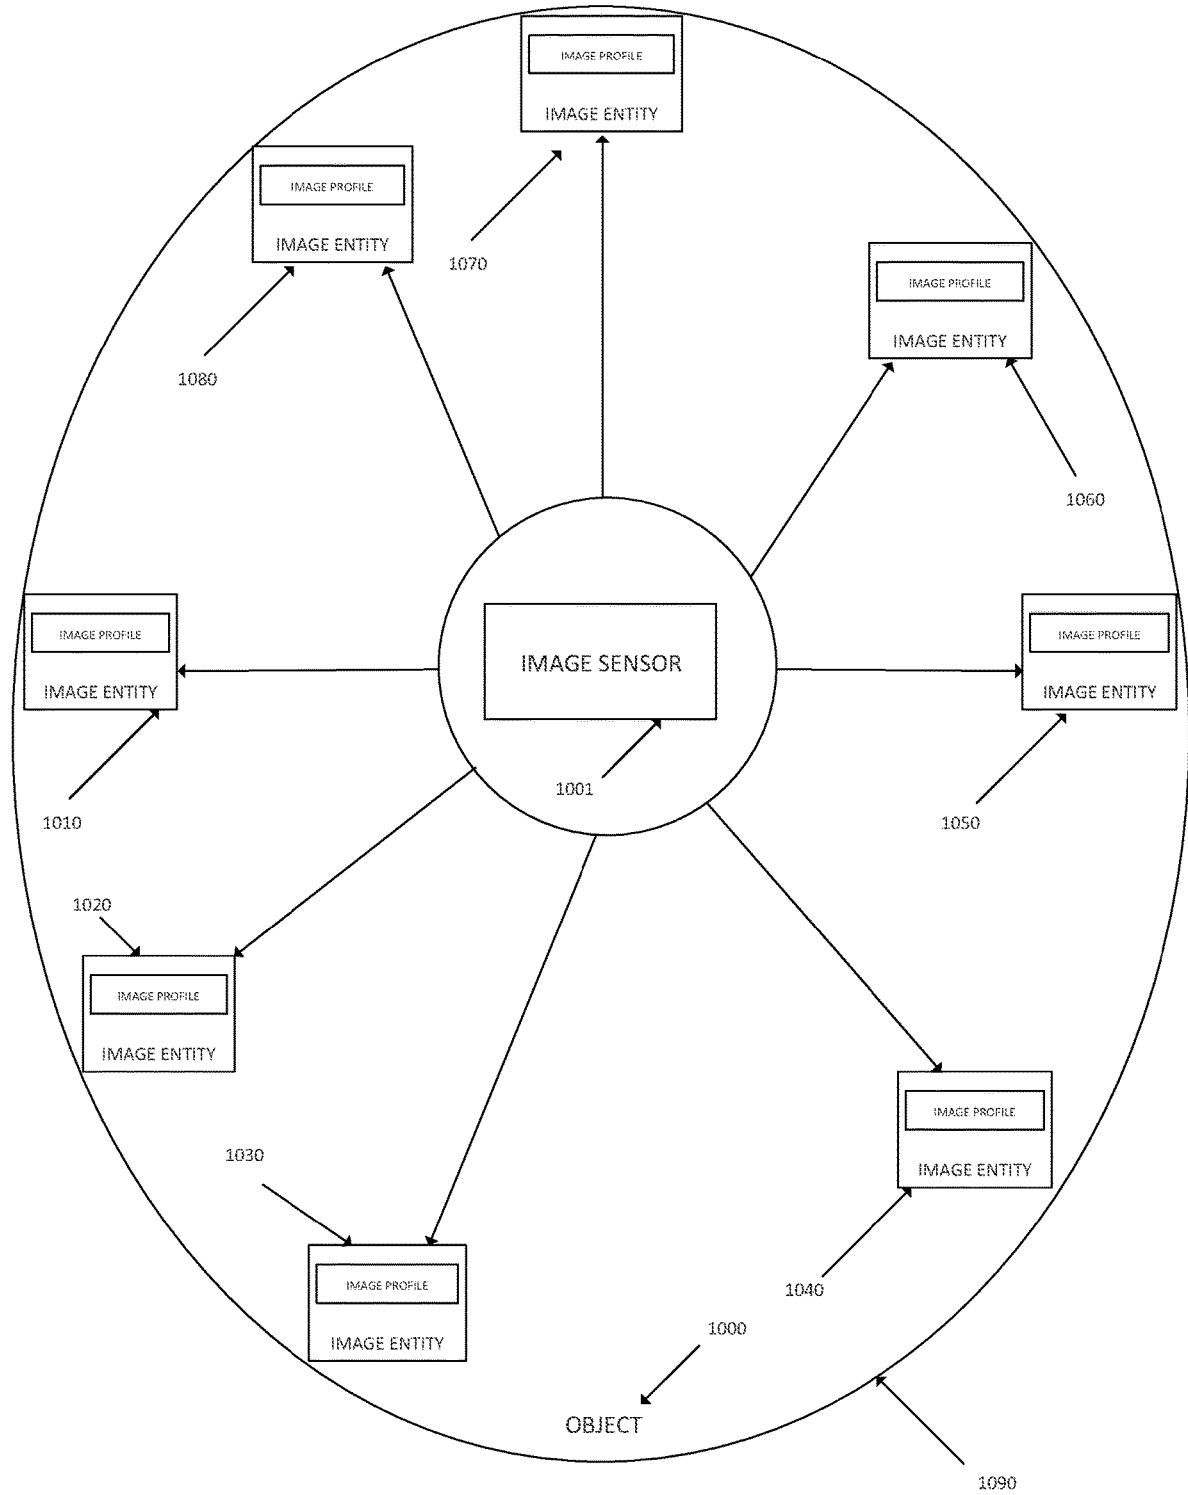 IMAGE PROFILE
IMAGE ENTITY
1070
IMAGE PROFILE
IMAGE ENTITY
1080
IMAGE PROFILE
IMAGE ENTITY
1060
IMAGE PROFILE
IMAGE ENTITY
1010
IMAGE SENSOR
1001
IMAGE PROFILE
IMAGE ENTITY
1050
1020
IMAGE PROFILE
IMAGE ENTITY
1030
IMAGE PROFILE
IMAGE ENTITY
IMAGE PROFILE
IMAGE ENTITY
1040
1000
OBJECT
1090